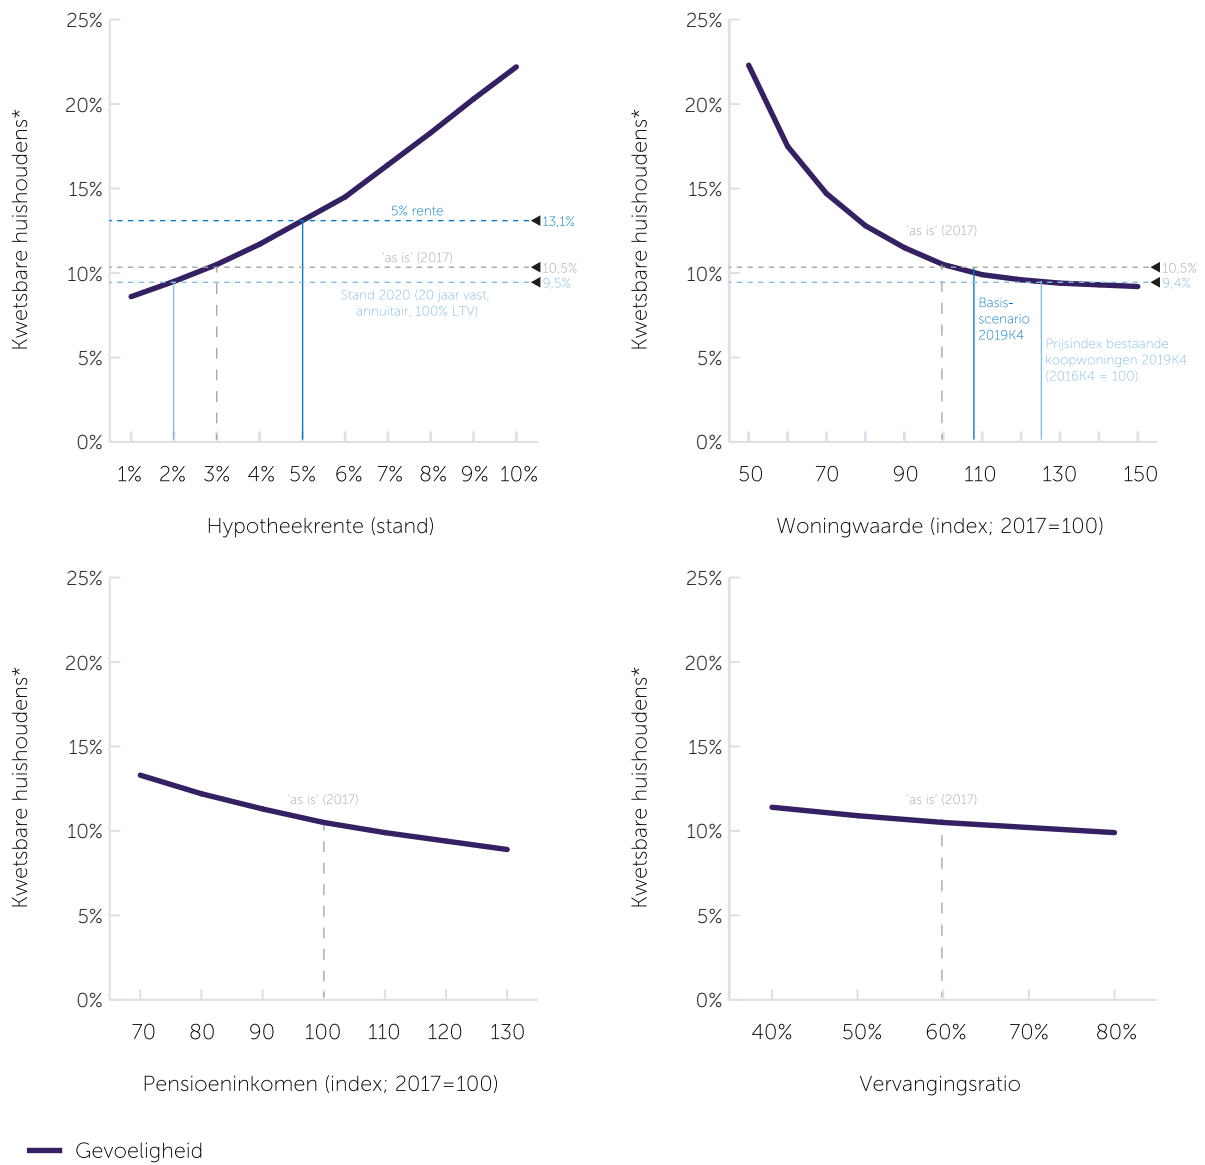 25%
20%
15%
10%
5%
0%
Kwetsbare huishoudens*
5% rente
13,1%
'as is' (2017)
10,5%
9,5%
Stand 2020 (20 jaar vast,
annuitair, 100% LTV)
1% 2% 3% 4% 5% 6% 7% 8% 9% 10%
Hypotheekrente (stand)
25%
20%
15%
10%
5%
0%
Kwetsbare huishoudens*
'as is' (2017)
10,5%
9,4%
Basis-
scenario
2019K4
Prijsindex bestaande
koopwoningen 2019K4
(2016K4 = 100)
50 70 90 110 130 150
Woningwaarde (index; 2017=100)
25%
20%
15%
10%
5%
0%
Kwetsbare huishoudens*
'as is' (2017)
70 80 90 100 110 120 130
Pensioeninkomen (index; 2017=100)
25%
20%
15%
10%
5%
0%
Kwetsbare huishoudens*
'as is' (2017)
40% 50% 60% 70% 80%
Vervangingsratio
Gevoeligheid